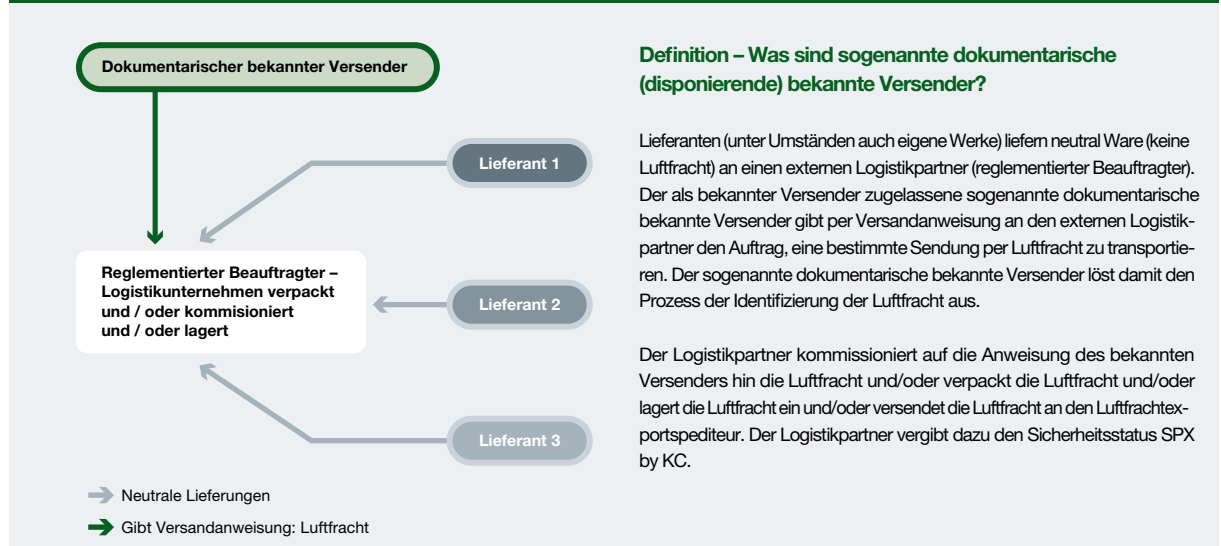 Dokumentarischer bekannter Versender
Lieferant 1
Reglementierter Beauftragter –
Logistikunternehmen verpackt
und / oder kommisioniert
und / oder lagert
Lieferant 2
Lieferant 3
Neutrale Lieferungen
Gibt Versandanweisung: Luftfracht
Definition – Was sind sogenannte dokumentarische
(disponierende) bekannte Versender?
Lieferanten (unter Umständen auch eigene Werke) liefern neutral Ware (keine
Luftfracht) an einen externen Logistikpartner (reglementierter Beauftragter).
Der als bekannter Versender zugelassene sogenannte dokumentarische
bekannte Versender gibt per Versandanweisung an den externen Logistik-
partner den Auftrag, eine bestimmte Sendung per Luftfracht zu transportie-
ren. Der sogenannte dokumentarische bekannte Versender löst damit den
Prozess der Identifizierung der Luftfracht aus.
Der Logistikpartner kommissioniert auf die Anweisung des bekannten
Versenders hin die Luftfracht und/oder verpackt die Luftfracht und/oder
lagert die Luftfracht ein und/oder versendet die Luftfracht an den Luftfrachtex-
portspediteur. Der Logistikpartner vergibt dazu den Sicherheitsstatus SPX
by KC.